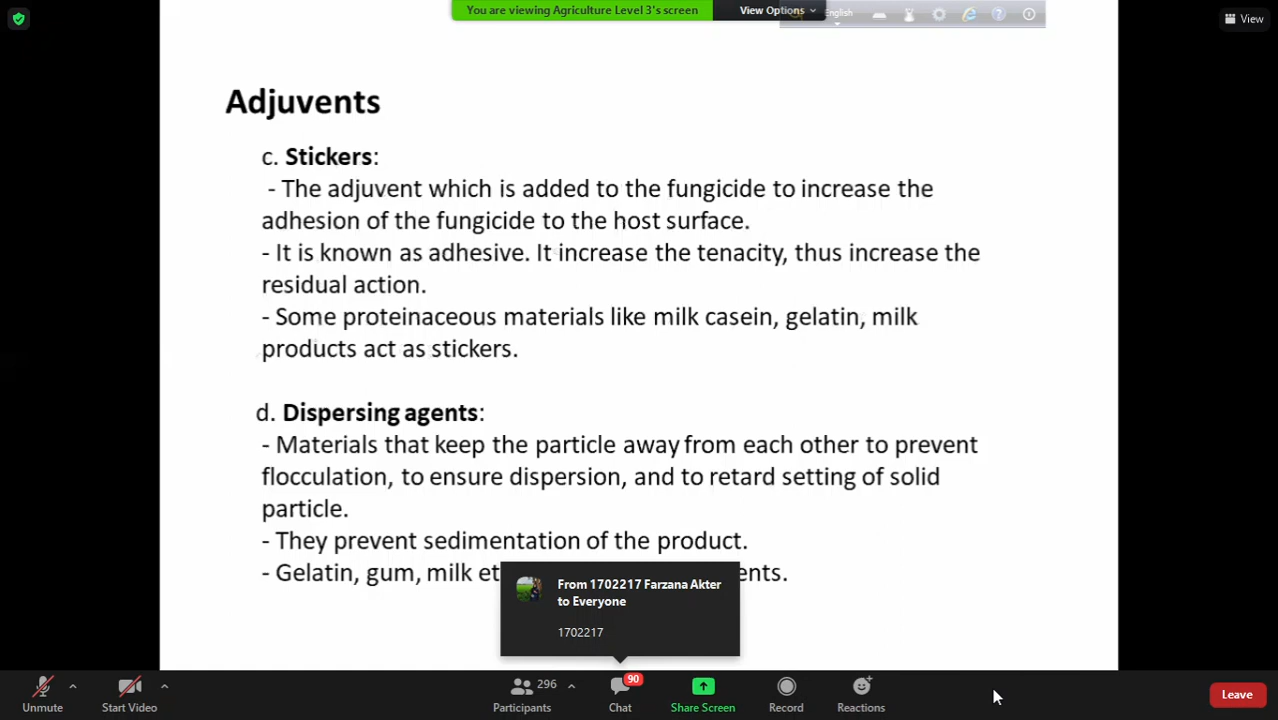 You are viewing Agriculture Level 3's screen
View Options
English
View
Adjuvents
c. Stickers:
- The adjuvent which is added to the fungicide to increase the
adhesion of the fungicide to the host surface.
- It is known as adhesive. It increase the tenacity, thus increase the
residual action.
- Some proteinaceous materials like milk casein, gelatin, milk
products act as stickers.
d. Dispersing agents:
- Materials that keep the particle away from each other to prevent
flocculation, to ensure dispersion, and to retard setting of solid
particle.
- They prevent sedimentation of the product.
- Gelatin, gum, milk
From 1702217 Farzana Akter
to Everyone
1702217
Unmute
Start Video
296
Participants
90
Chat
Share Screen
Record
Reactions
Leave